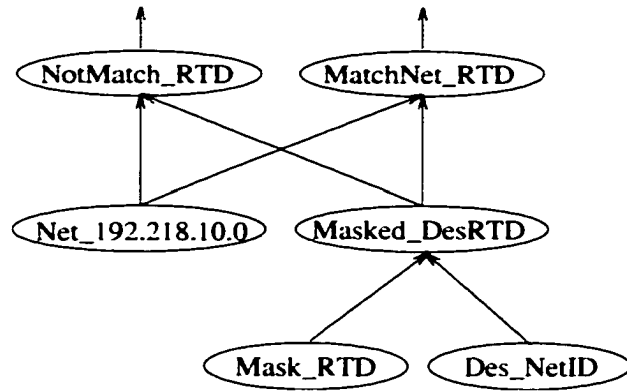 NotMatch_RTD
MatchNet_RTD
Net_192.218.10.0
Masked_DesRTD
Mask_RTD
Des_NetID